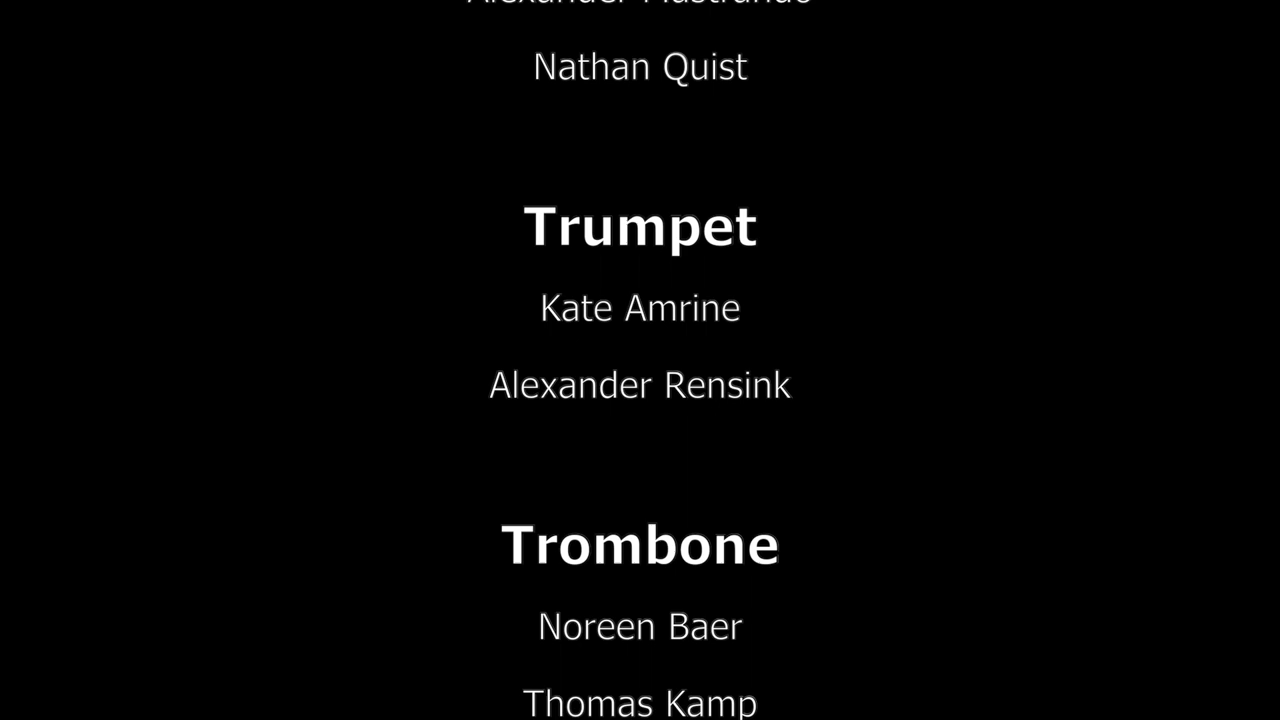 Nathan Quist
Trumpet
Kate Amrine
Alexander Rensink
Trombone
Noreen Baer
Thomas Kamp